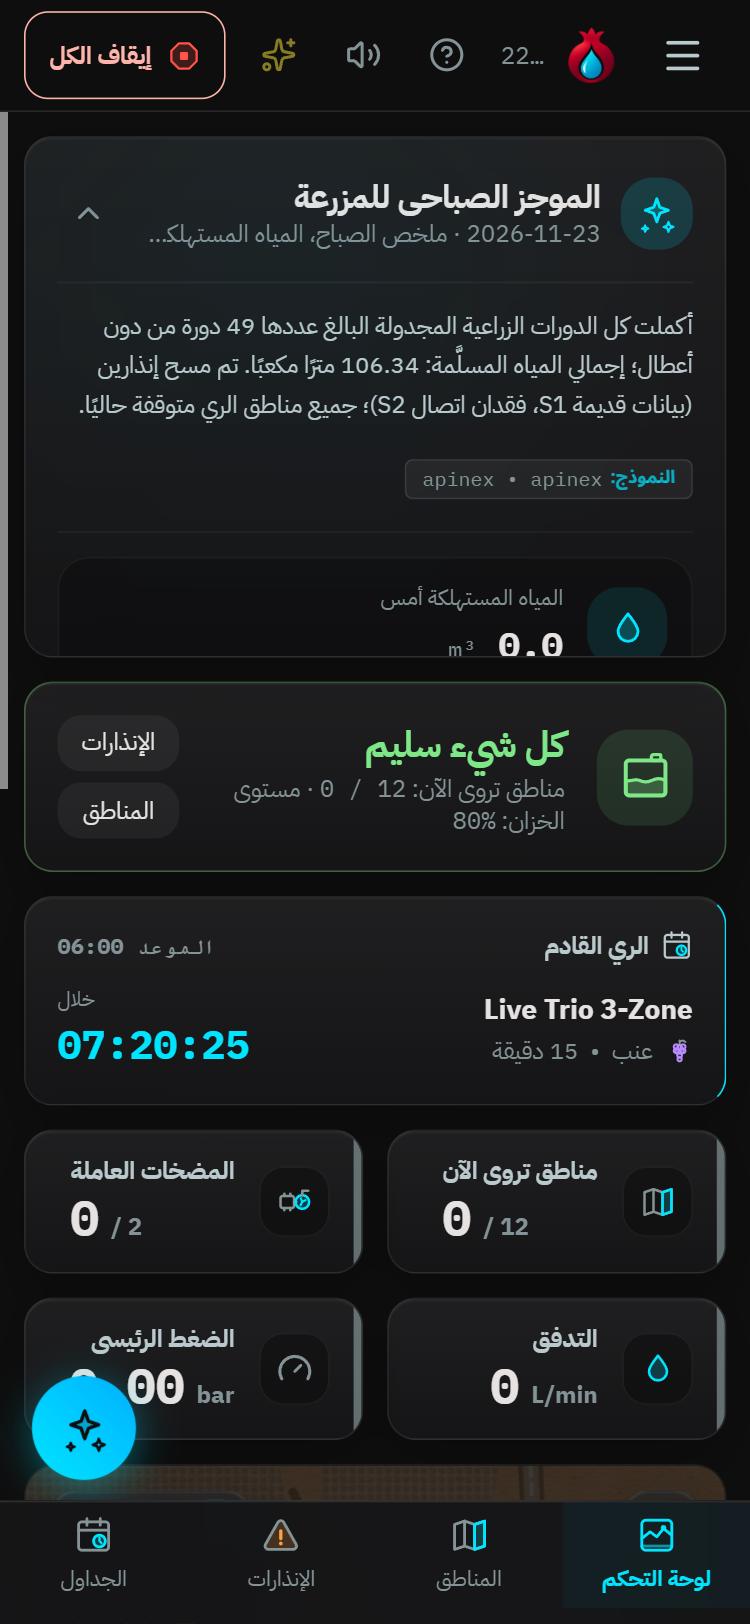 22...
إيقاف الكل
الموجز الصباحي للمزرعة
2026-11-23 · ملخص الصباح، المياه المستهلك...
أكملت كل الدورات الزراعية المجدولة البالغ عددها 49 دورة من دون
أعطال؛ إجمالي المياه المسلَّمة: 106.34 مترًا مكعبًا. تم مسح إنذارين
(بيانات قديمة S1، فقدان اتصال S2)؛ جميع مناطق الري متوقفة حاليًا.
النموذج: apinex • apinex
المياه المستهلكة أمس
0.0 m³
كل شيء سليم
مناطق تروى الآن: 12 / 0 · مستوى
الخزان: 80%
الإنذارات
المناطق
الري القادم
الموعد 06:00
Live Trio 3-Zone
عنب • 15 دقيقة
خلال
07:20:25
مناطق تروى الآن
0 / 12
المضخات العاملة
0 / 2
التدفق
0 L/min
الضغط الرئيسي
00 bar
لوحة التحكم
المناطق
الإنذارات
الجداول